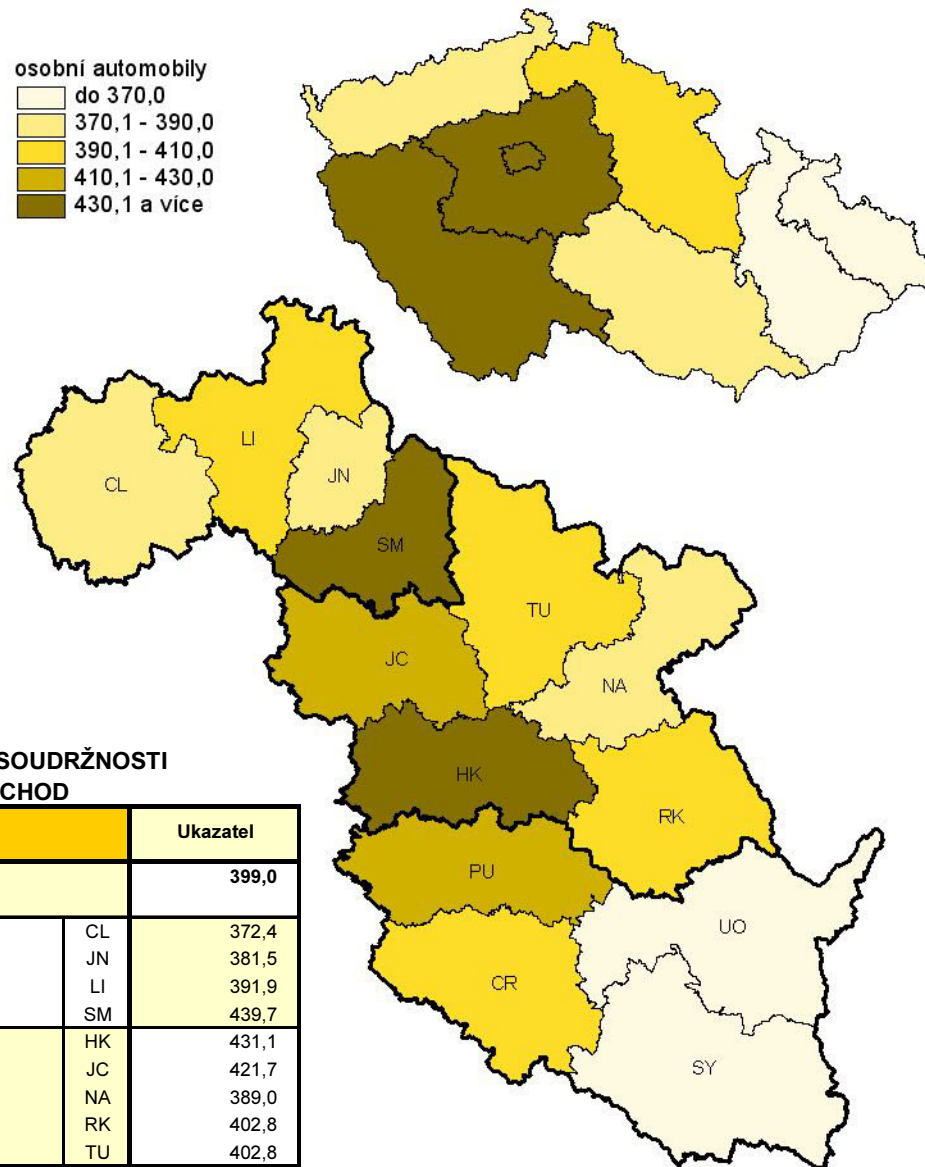 osobní automobily
do 370,0
370,1 - 390,0
390,1 - 410,0
410,1 - 430,0
430,1 a více
LI
CL
JN
SM
TU
JC
NA
HK
RK
PU
UO
CR
SY
SOUDRŽNOSTI
CHOD
Ukazatel
399,0
CL 372,4
JN 381,5
LI 391,9
SM 439,7
HK 431,1
JC 421,7
NA 389,0
RK 402,8
TU 402,8